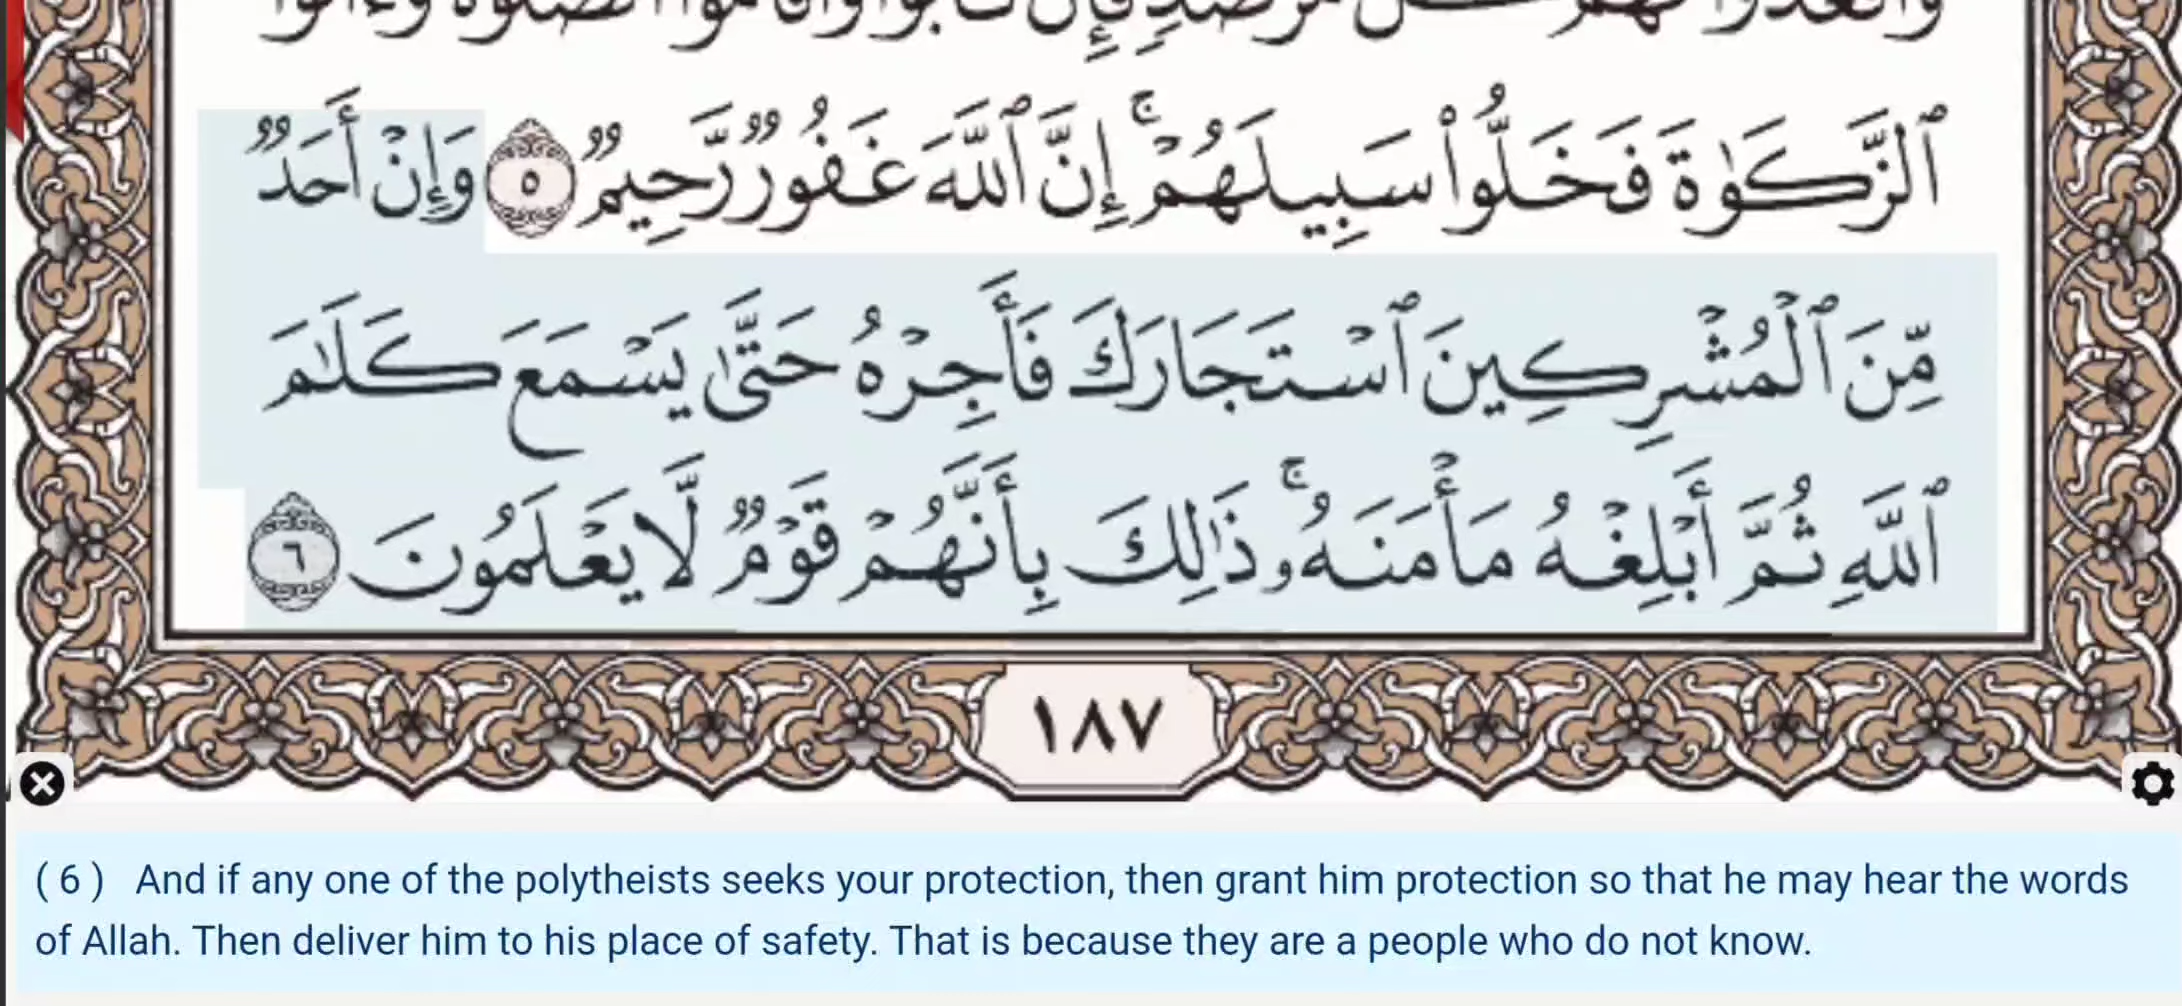 ٱلزَّكَوٰةَ فَخَلُّوا۟ سَبِيلَهُمْ ۚ إِنَّ ٱللَّهَ غَفُورٌ رَّحِيمٌ ٥ وَإِنْ أَحَدٌ
مِّنَ ٱلْمُشْرِكِينَ ٱسْتَجَارَكَ فَأَجِرْهُ حَتَّىٰ يَسْمَعَ كَلَـٰمَ
ٱللَّهِ ثُمَّ أَبْلِغْهُ مَأْمَنَهُۥ ۚ ذَٰلِكَ بِأَنَّهُمْ قَوْمٌ لَّا يَعْلَمُونَ ٦
١٨٧
( 6 ) And if any one of the polytheists seeks your protection, then grant him protection so that he may hear the words
of Allah. Then deliver him to his place of safety. That is because they are a people who do not know.